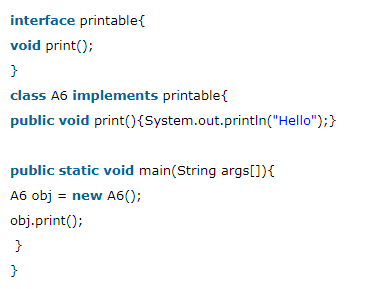 interface printable{
void print();
}
class A6 implements printable{
public void print(){System.out.println("Hello");}
public static void main(String args[]){
A6 obj = new A6();
obj.print();
}
}